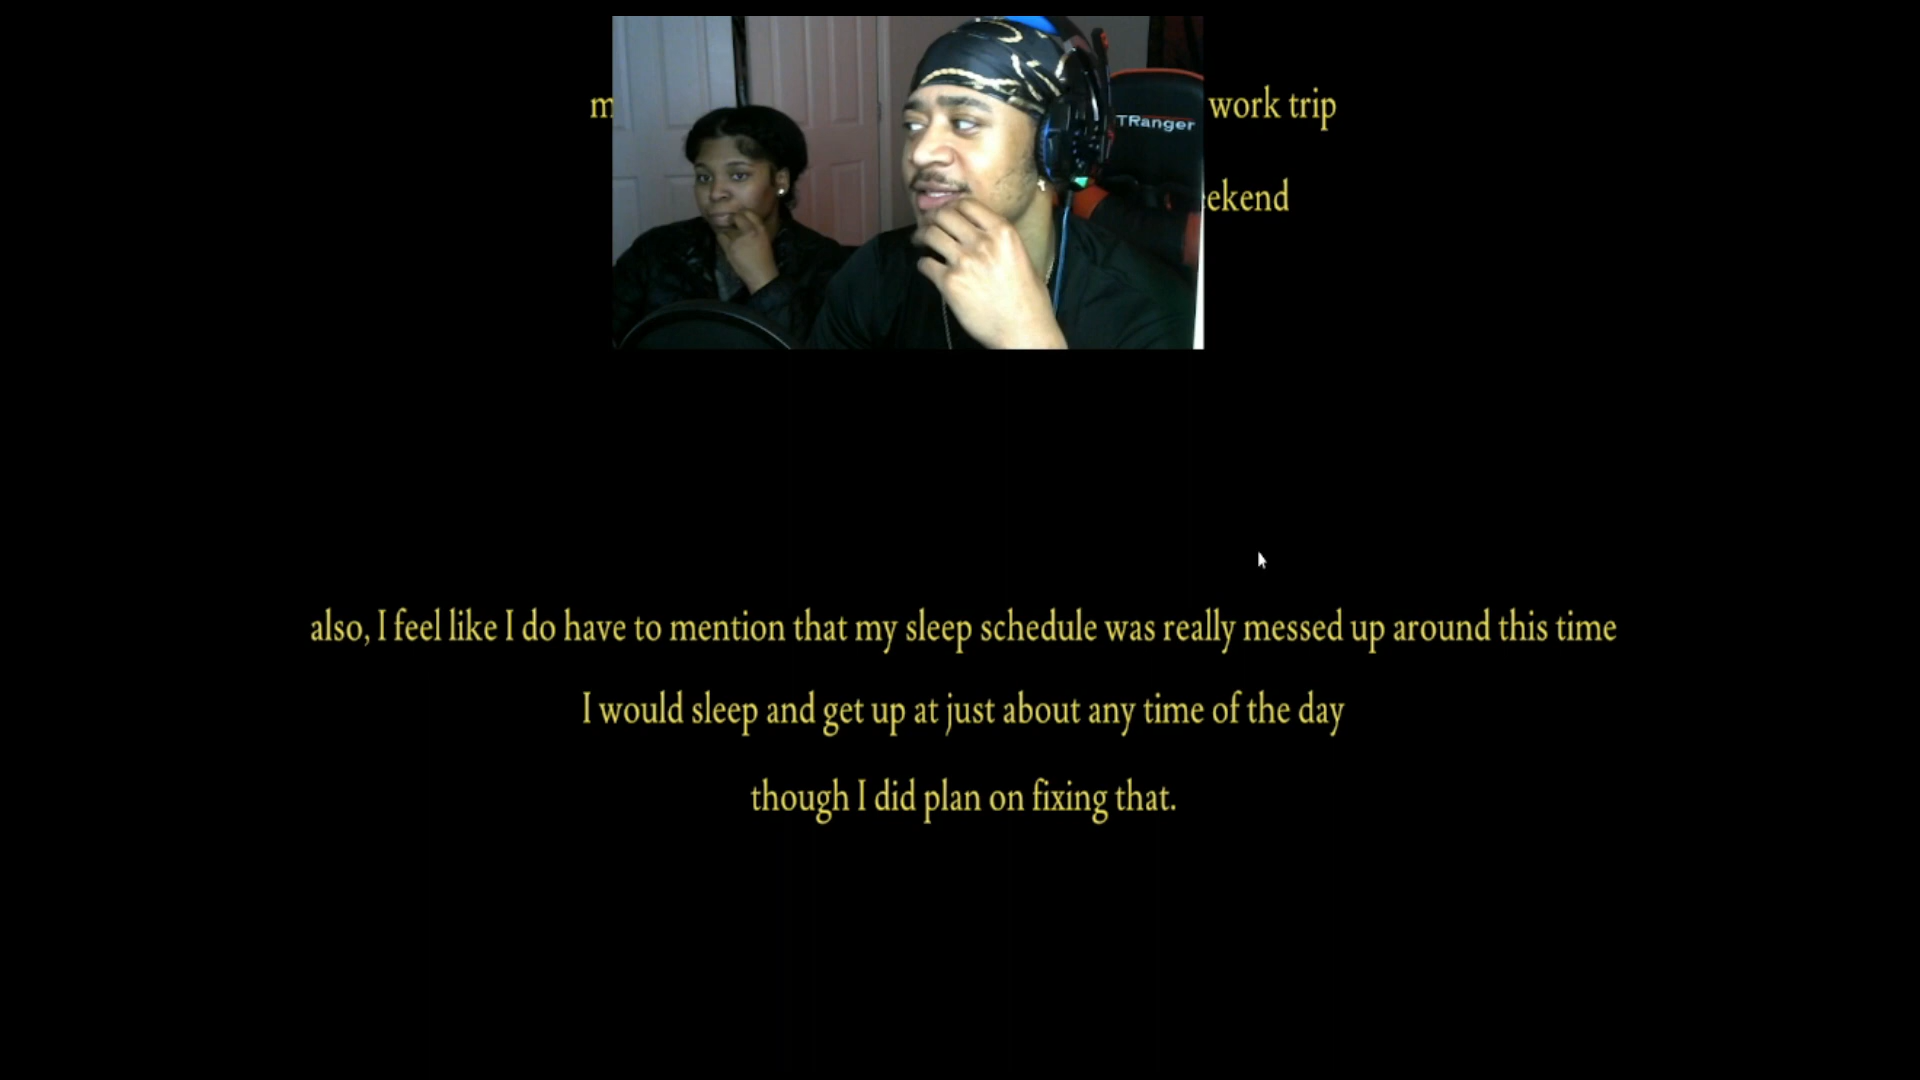 work trip
TRanger
also, I feel like I do have to mention that my sleep schedule was really messed up around this time
I would sleep and get up at just about any time of the day
though I did plan on fixing that.